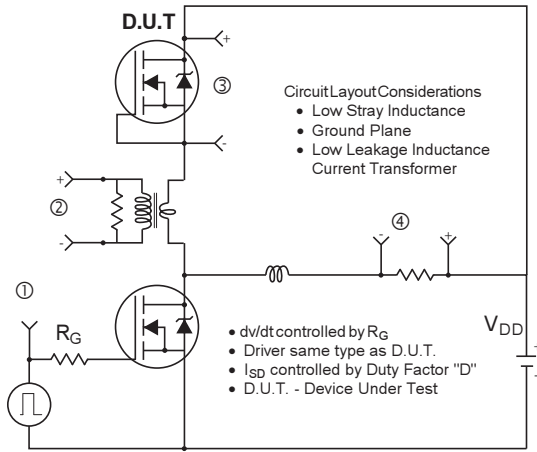 D.U.T
+
③
Circuit Layout Considerations
• Low Stray Inductance
• Ground Plane
• Low Leakage Inductance
Current Transformer
-
+
②
-
④
-
+
①
RG
VDD
+
-
• dv/dt controlled by RG
• Driver same type as D.U.T.
• ISD controlled by Duty Factor "D"
• D.U.T. - Device Under Test